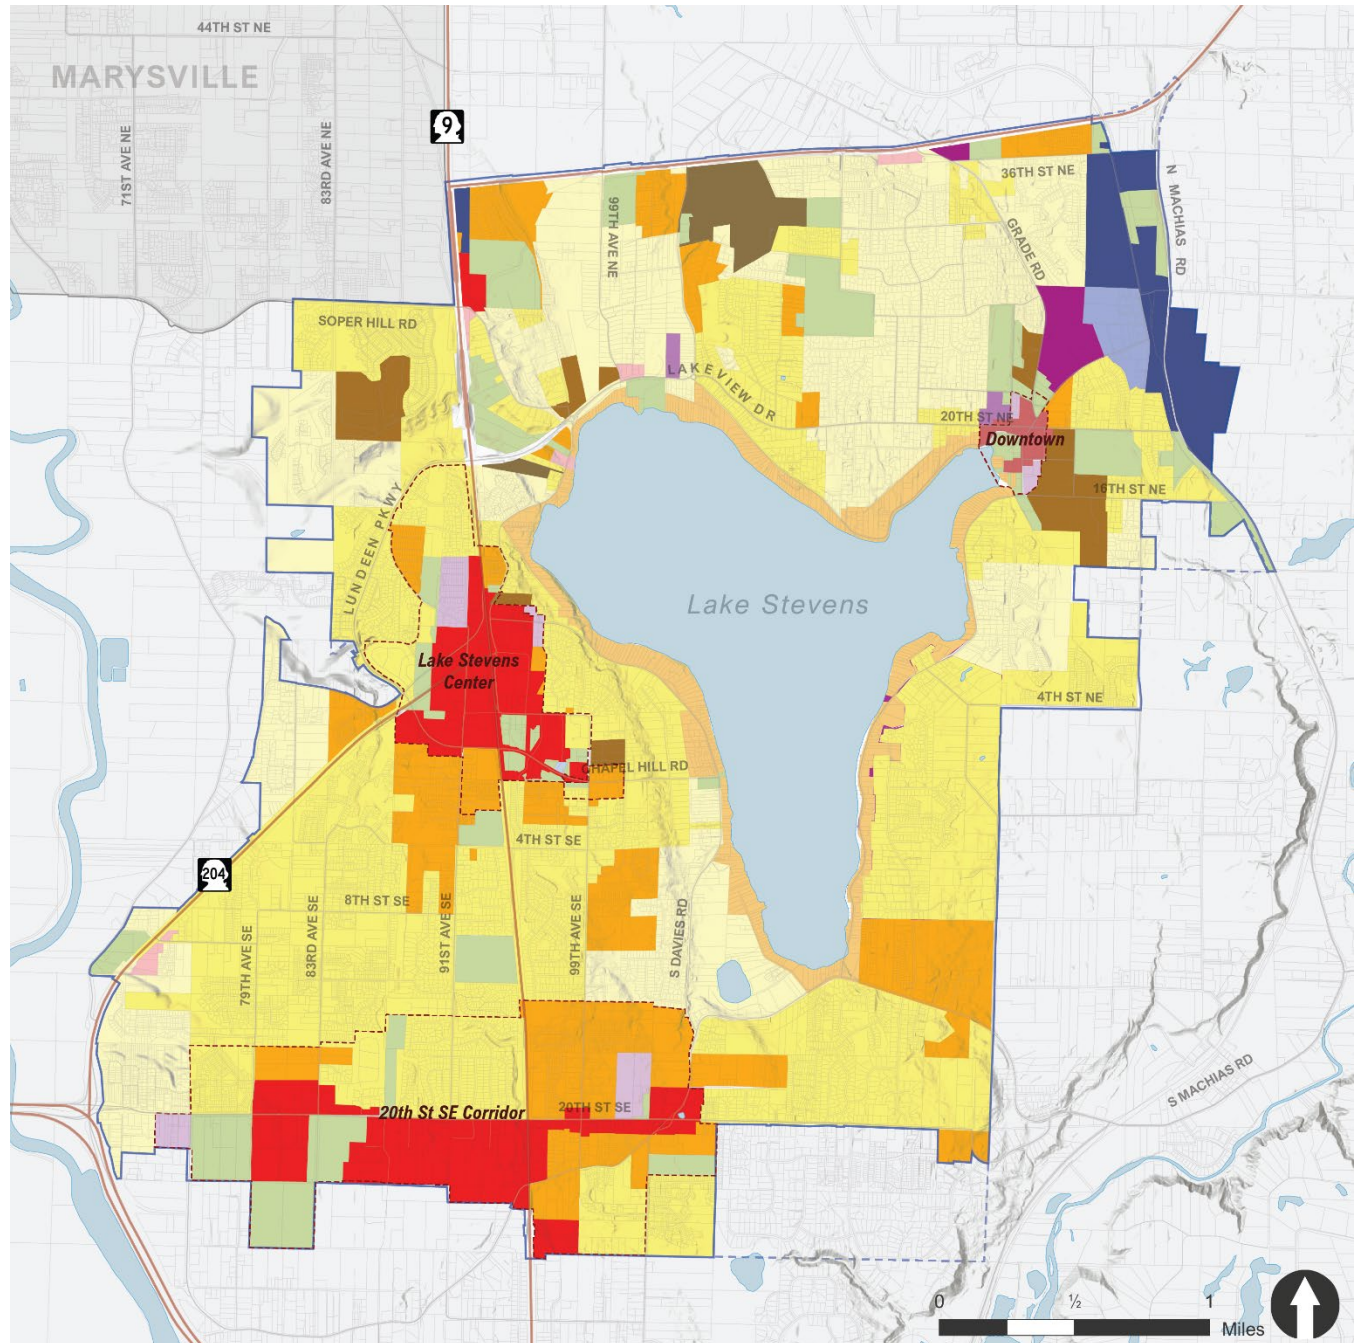 44TH ST NE
MARYSVILLE
71ST AVE NE
83RD AVE NE
9
36TH ST NE
N MACHIAS RD
99TH AVE NE
GRADE RD
SOPER HILL RD
LAKEVIEW DR
20TH ST NE
Downtown
16TH ST NE
LUNDEEN PKWY
Lake Stevens
Lake Stevens
Center
4TH ST NE
CHAPEL HILL RD
4TH ST SE
204
8TH ST SE
79TH AVE SE
83RD AVE SE
91ST AVE SE
99TH AVE SE
S DAVIES RD
S MACHIAS RD
20th St SE Corridor
20TH ST SE
0
½
1
Miles